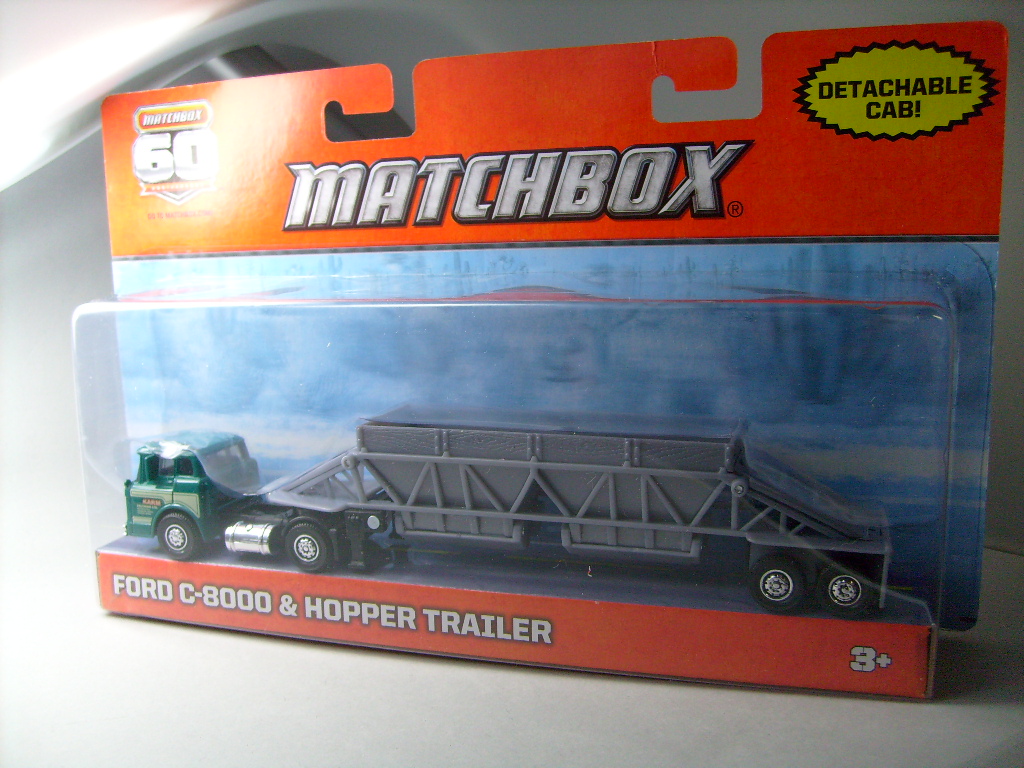 MATCHBOX
60
MATCHBOX®
DETACHABLE
CAB!
FORD C-8000 & HOPPER TRAILER
3+